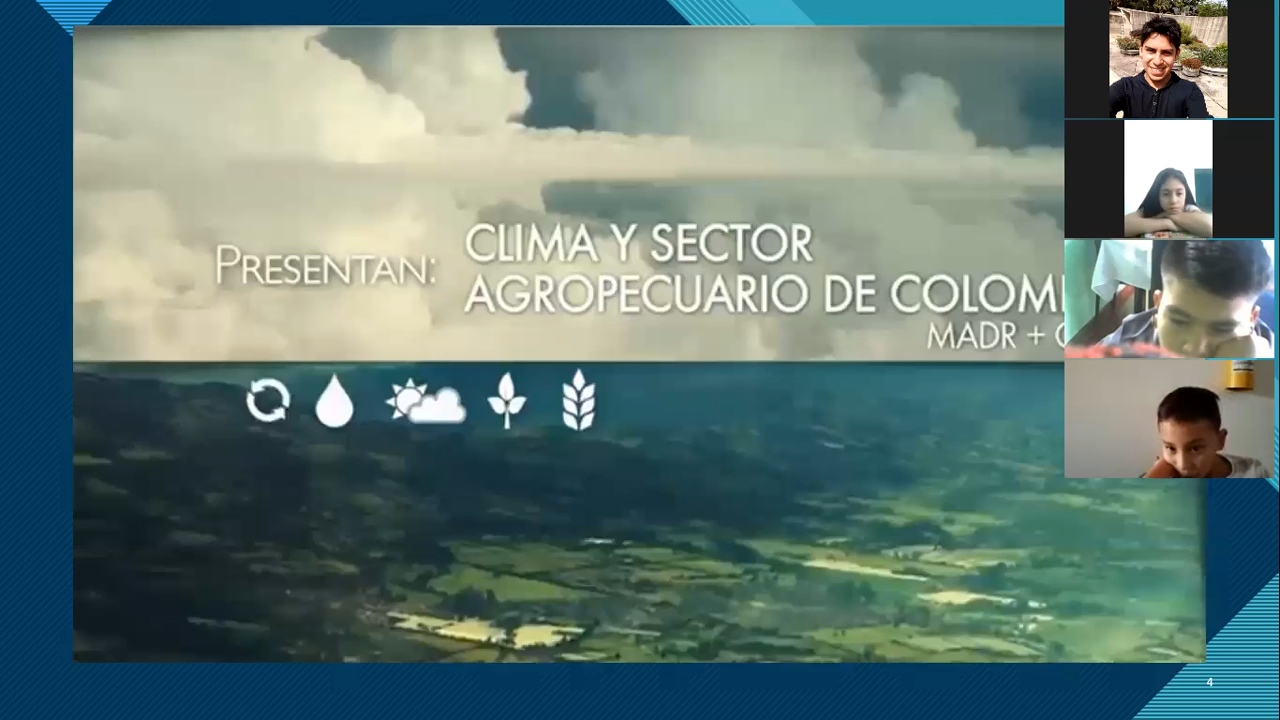 PRESENTAN:
CLIMA Y SECTOR
AGROPECUARIO DE
MADR +
4